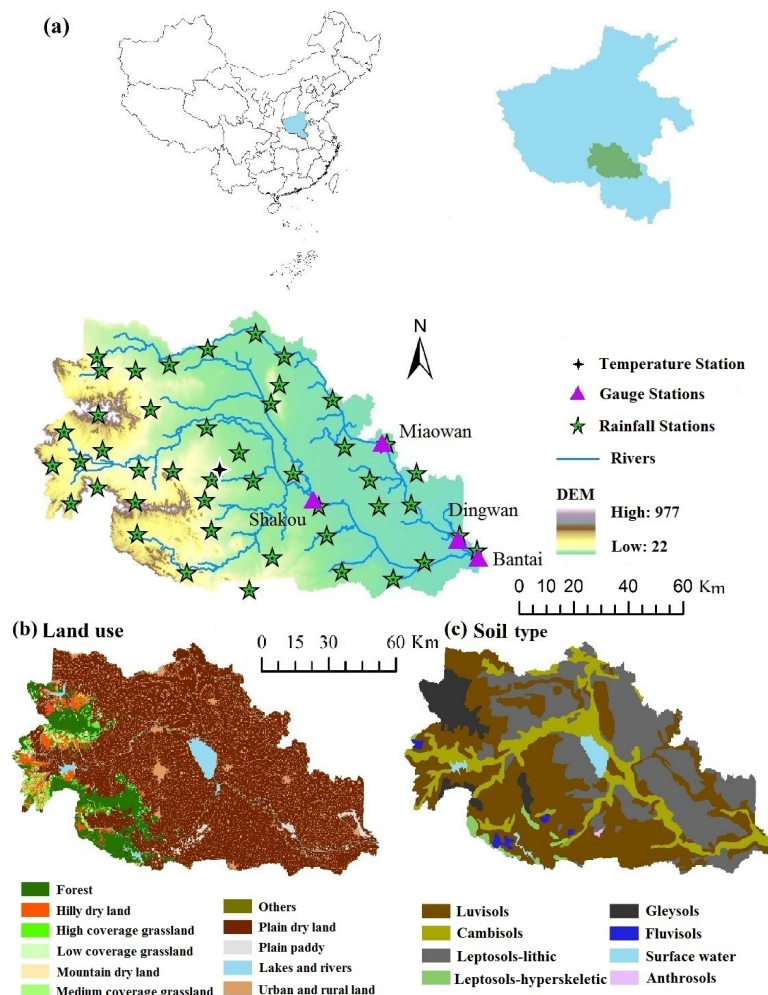 (a)
N
Temperature Station
Gauge Stations
Rainfall Stations
Rivers
DEM
High: 977
Low: 22
Miaowan
Shakou
Dingwan
Bantai
0 10 20 40 60 Km
(b) Land use
0 15 30 60 Km
(c) Soil type
Forest
Hilly dry land
High coverage grassland
Low coverage grassland
Mountain dry land
Medium coverage grassland
Others
Plain dry land
Plain paddy
Lakes and rivers
Urban and rural land
Luvisols
Cambisols
Leptosols-lithic
Leptosols-hyperskeletic
Gleysols
Fluvisols
Surface water
Anthrosols